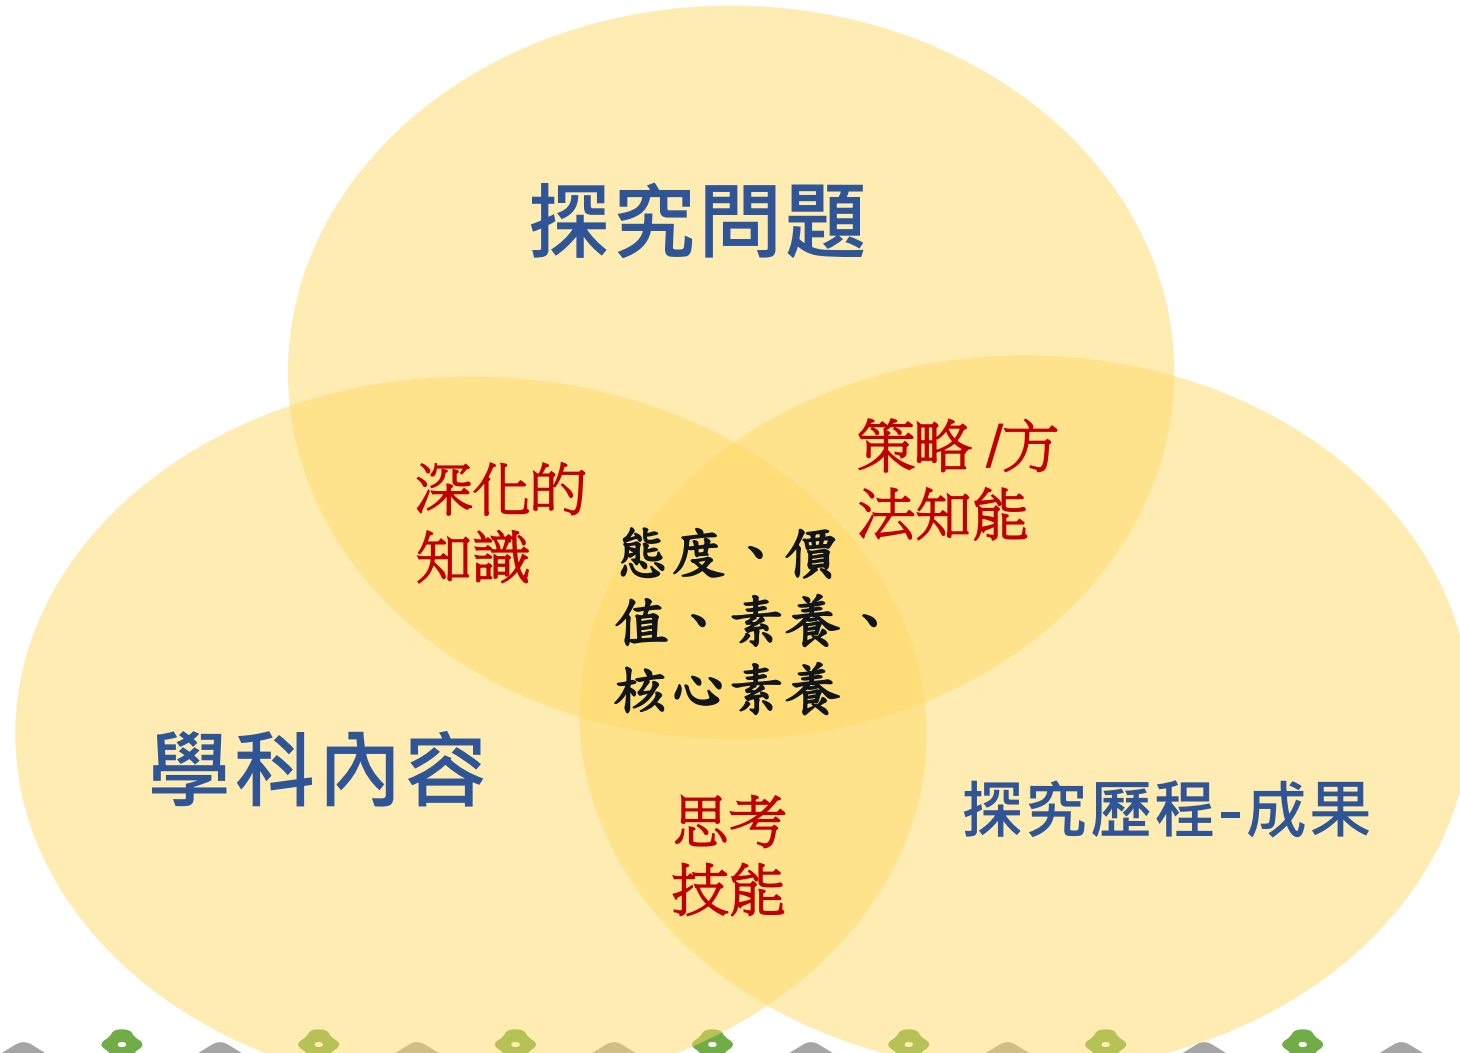 探究問題
深化的
知識
策略 /方
法知能
態度、價
值、素養、
核心素養
學科內容
探究歷程-成果
思考
技能